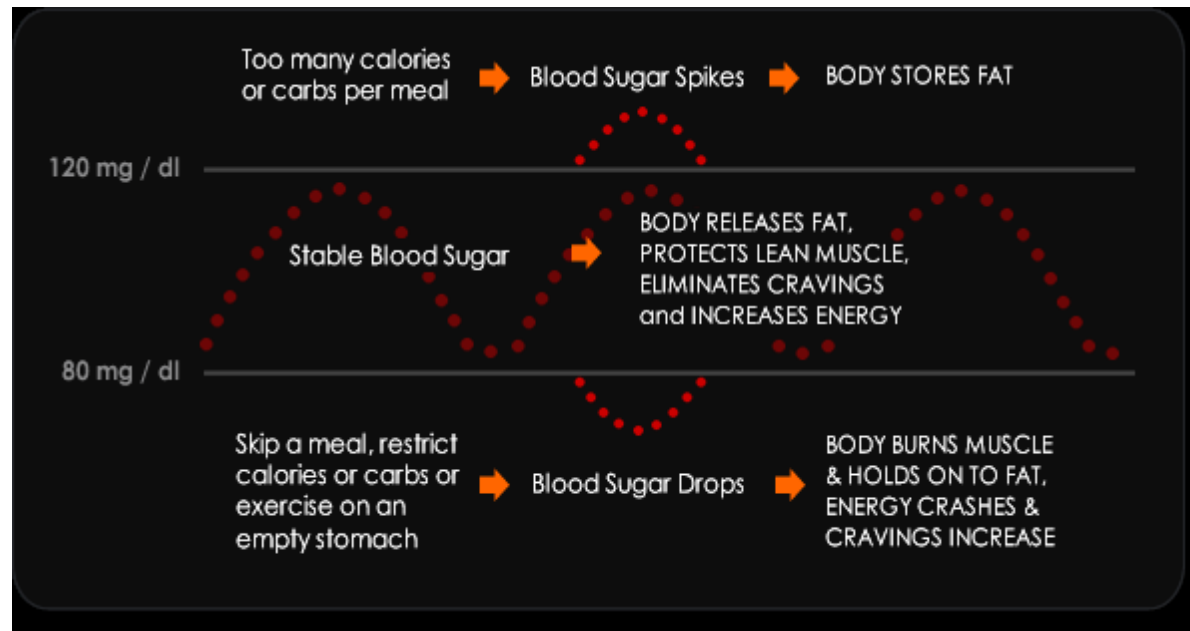 Too many calories
or carbs per meal
Blood Sugar Spikes
BODY STORES FAT
120 mg / dl
Stable Blood Sugar
BODY RELEASES FAT,
PROTECTS LEAN MUSCLE,
ELIMINATES CRAVINGS
and INCREASES ENERGY
80 mg / dl
Skip a meal, restrict
calories or carbs or
exercise on an
empty stomach
Blood Sugar Drops
BODY BURNS MUSCLE
& HOLDS ON TO FAT,
ENERGY CRASHES &
CRAVINGS INCREASE